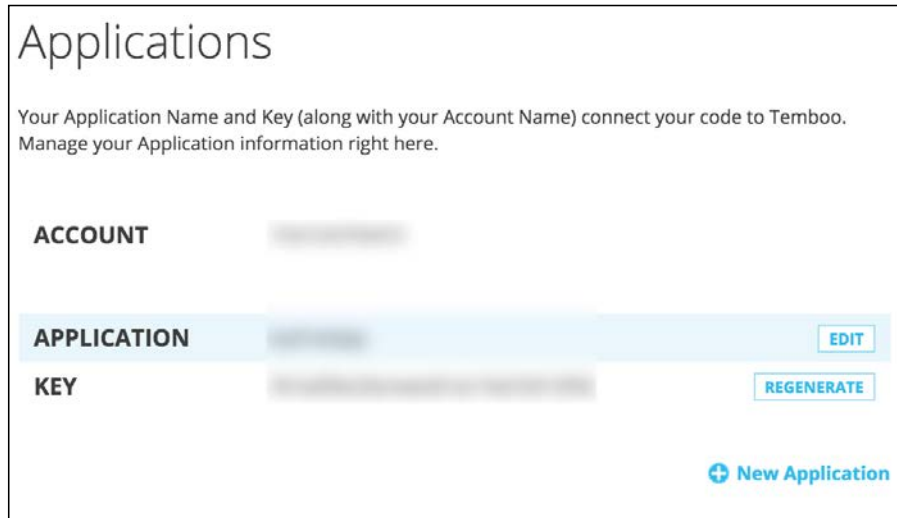 Applications
Your Application Name and Key (along with your Account Name) connect your code to Temboo.
Manage your Application information right here.
ACCOUNT
APPLICATION
EDIT
KEY
REGENERATE
New Application